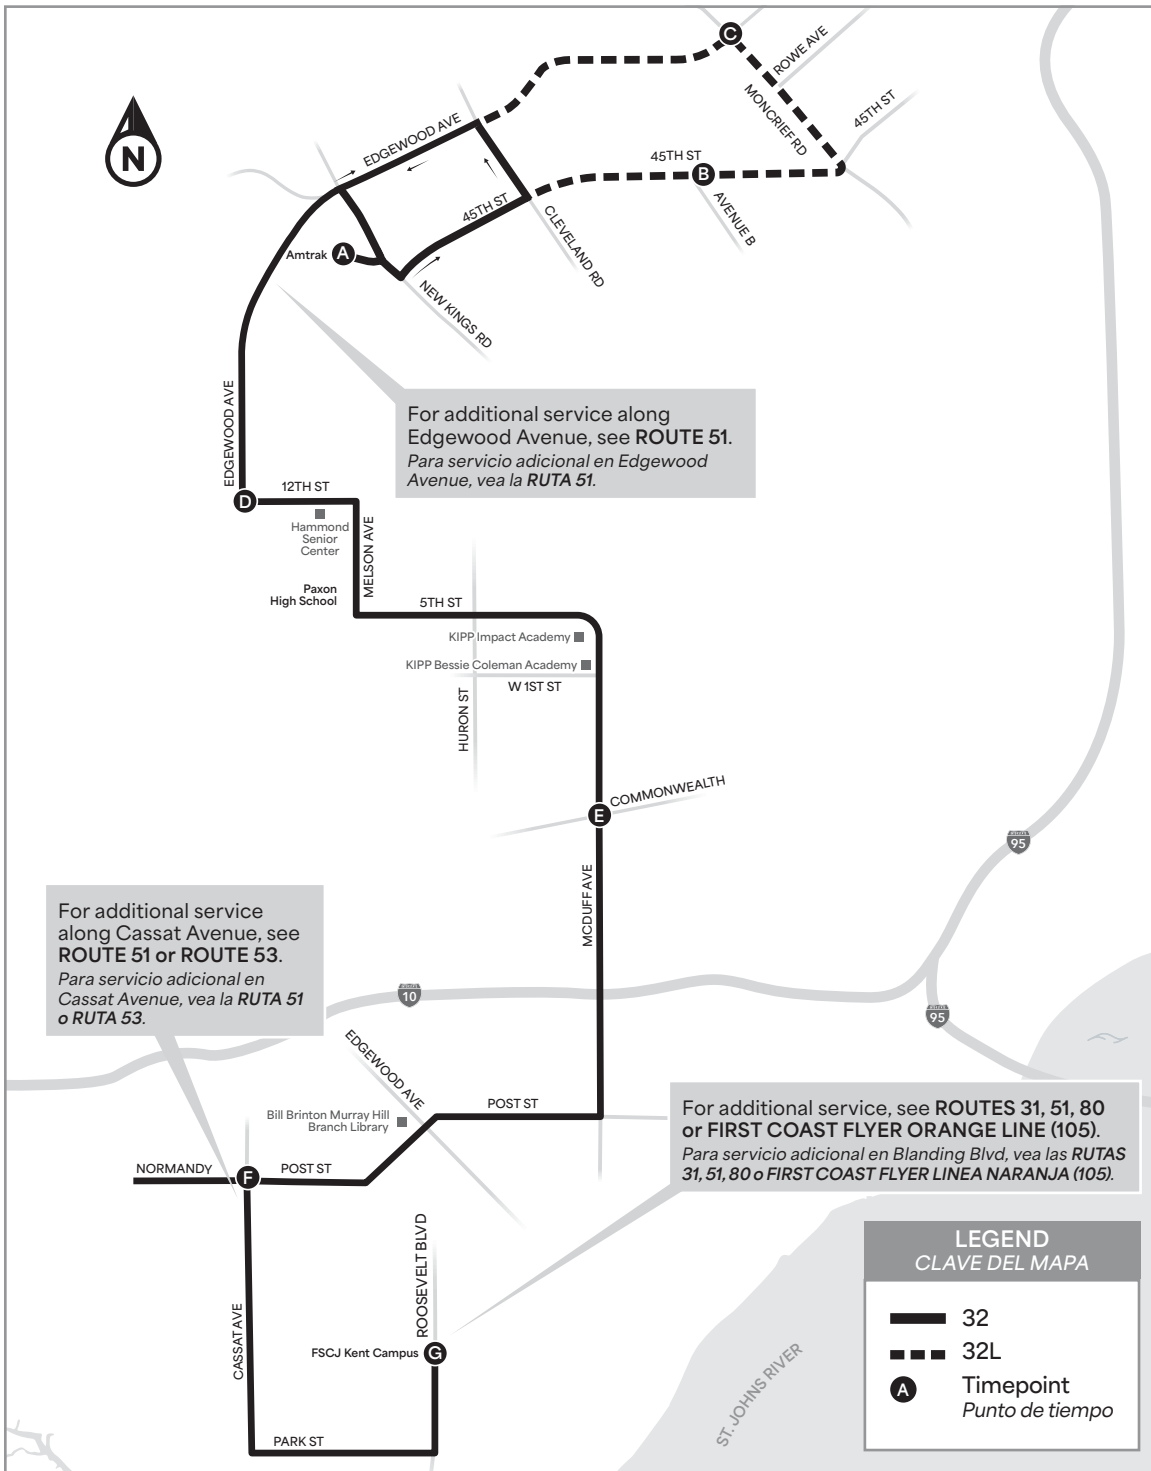 C
ROWE AVE
MONCRIEF RD
45TH ST
N
EDGEWOOD AVE
45TH ST
B
AVENUE B
45TH ST
CLEVELAND RD
Amtrak
A
NEW KINGS RD
EDGEWOOD AVE
For additional service along
Edgewood Avenue, see ROUTE 51.
Para servicio adicional en Edgewood
Avenue, vea la RUTA 51.
D
12TH ST
Hammond
Senior
Center
MELSON AVE
Paxon
High School
5TH ST
KIPP Impact Academy
KIPP Bessie Coleman Academy
W 1ST ST
HURON ST
COMMONWEALTH
E
95
MCDUFF AVE
For additional service
along Cassat Avenue, see
ROUTE 51 or ROUTE 53.
Para servicio adicional en
Cassat Avenue, vea la RUTA 51
o RUTA 53.
10
95
EDGEWOOD AVE
POST ST
Bill Brinton Murray Hill
Branch Library
For additional service, see ROUTES 31, 51, 80
or FIRST COAST FLYER ORANGE LINE (105).
Para servicio adicional en Blanding Blvd, vea las RUTAS
31, 51, 80 o FIRST COAST FLYER LINEA NARANJA (105).
NORMANDY
F
POST ST
ROOSEVELT BLVD
CASSAT AVE
FSCJ Kent Campus
G
PARK ST
ST. JOHNS RIVER
LEGEND
CLAVE DEL MAPA
32
32L
A
Timepoint
Punto de tiempo